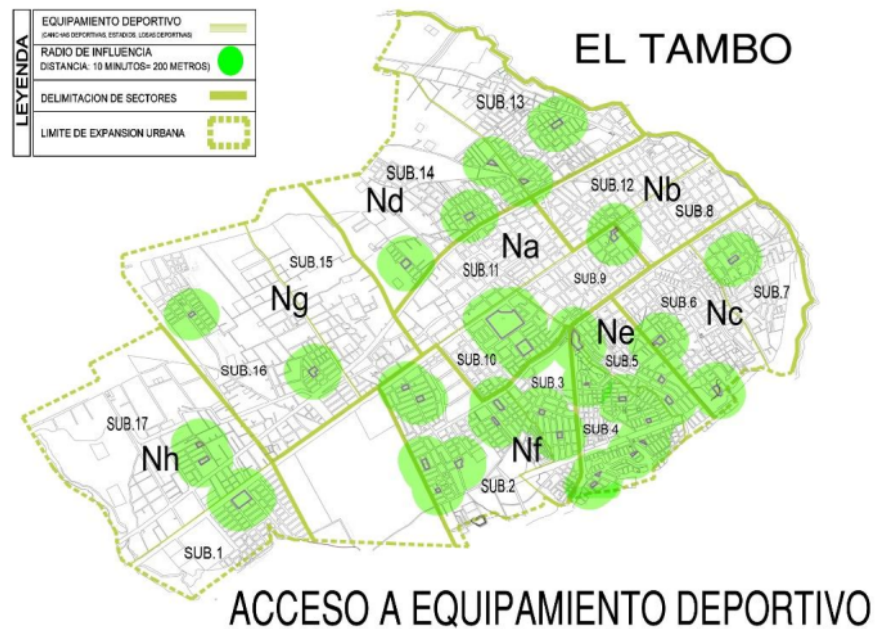 LEYENDA
EQUIPAMIENTO DEPORTIVO
(CANCHAS DEPORTIVAS, ESTADIOS, LOSAS DEPORTIVAS)
RADIO DE INFLUENCIA
DISTANCIA: 10 MINUTOS= 200 METROS)
DELIMITACION DE SECTORES
LIMITE DE EXPANSION URBANA
EL TAMBO
SUB.13
SUB.14
SUB.12
Nb
Nd
SUB.8
Na
SUB.15
SUB.11
SUB.9
SUB.7
Ng
SUB.6
Nc
Ne
SUB.10
SUB.5
SUB.16
SUB.3
SUB.17
SUB 4
Nf
Nh
SUB.2
SUB.1
ACCESO A EQUIPAMIENTO DEPORTIVO